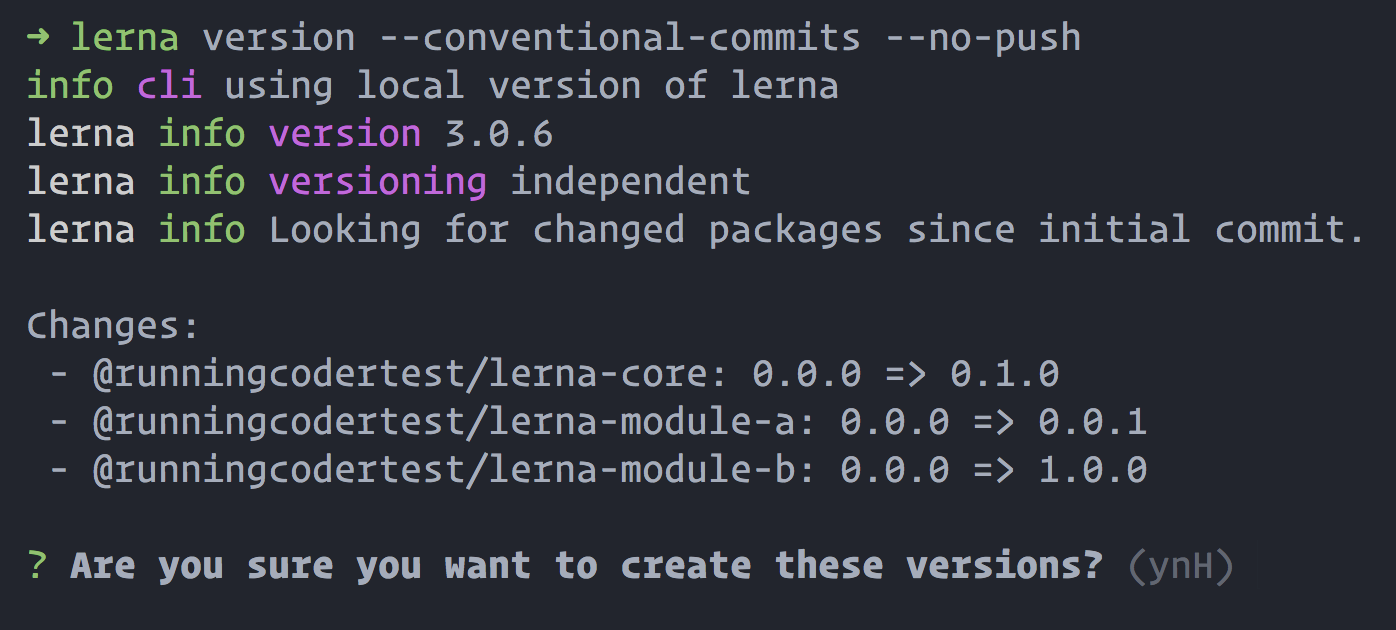 ➜ lerna version --conventional-commits --no-push
info cli using local version of lerna
lerna info version 3.0.6
lerna info versioning independent
lerna info Looking for changed packages since initial commit.
Changes:
- @runningcodertest/lerna-core: 0.0.0 => 0.1.0
- @runningcodertest/lerna-module-a: 0.0.0 => 0.0.1
- @runningcodertest/lerna-module-b: 0.0.0 => 1.0.0
? Are you sure you want to create these versions? (ynH)